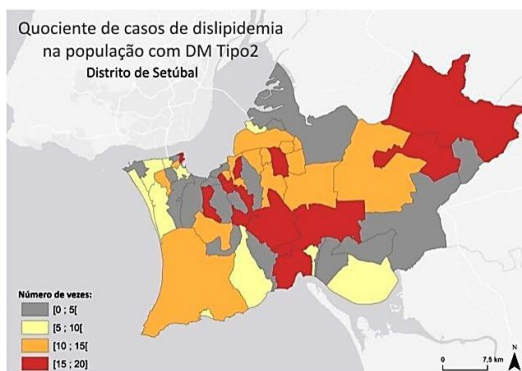 Quociente de casos de dislipidemia
na população com DM Tipo2
Distrito de Setúbal
Número de vezes:
[0 ; 5[
[5 ; 10[
[10 ; 15[
[15 ; 20]
0 7,5 km
N